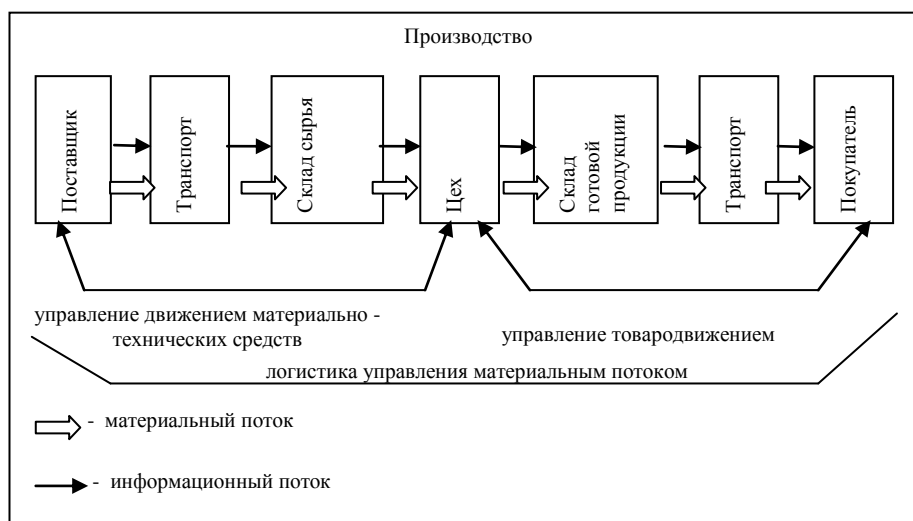 Производство
Поставщик
Транспорт
Склад сырья
Цех
Склад
готовой
продукции
Транспорт
Покупатель
управление движением материально -
технических средств
управление товародвижением
логистика управления материальным потоком
- материальный поток
- информационный поток